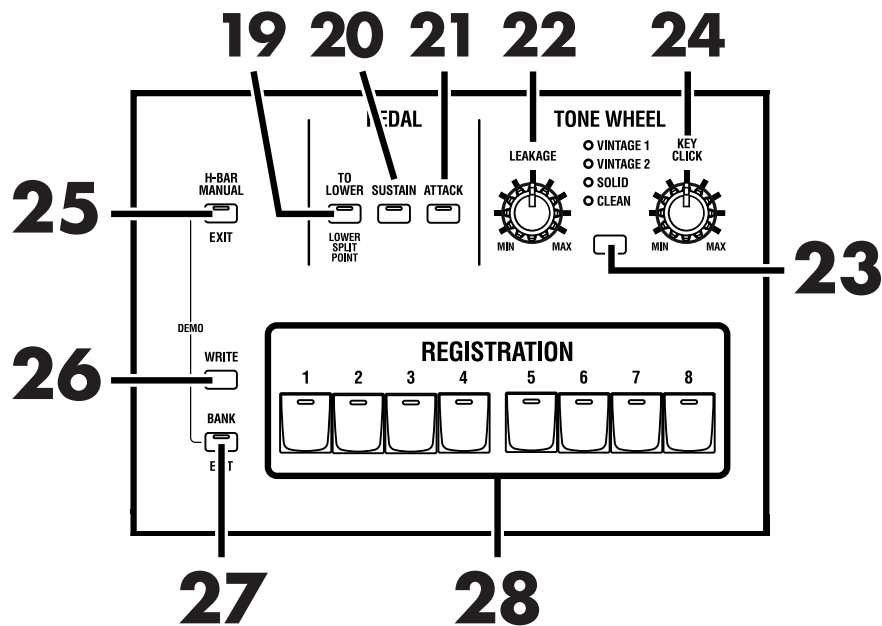 19 20 21 22 24
PEDAL TONE WHEEL
LEAKAGE
VINTAGE 1
VINTAGE 2
SOLID
CLEAN
KEY
CLICK
MIN MAX
MIN MAX
H-BAR
MANUAL
EXIT
TO
LOWER
SUSTAIN ATTACK
LOWER
SPLIT
POINT
25
23
DEMO
26
WRITE
BANK
REGISTRATION
1 2 3 4 5 6 7 8
27 28